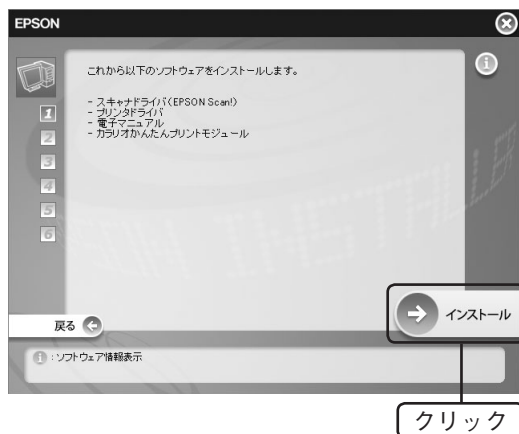 EPSON
これから以下のソフトウェアをインストールします。
- スキャナドライバ(EPSON Scan!)
- プリンタドライバ
- 電子マニュアル
- カラリオかんたんプリントモジュール
1
2
3
4
5
6
インストール
戻る
i : ソフトウェア情報表示
クリック